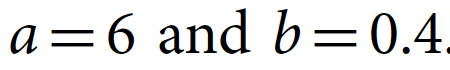 a = 6 and b = 0.4.